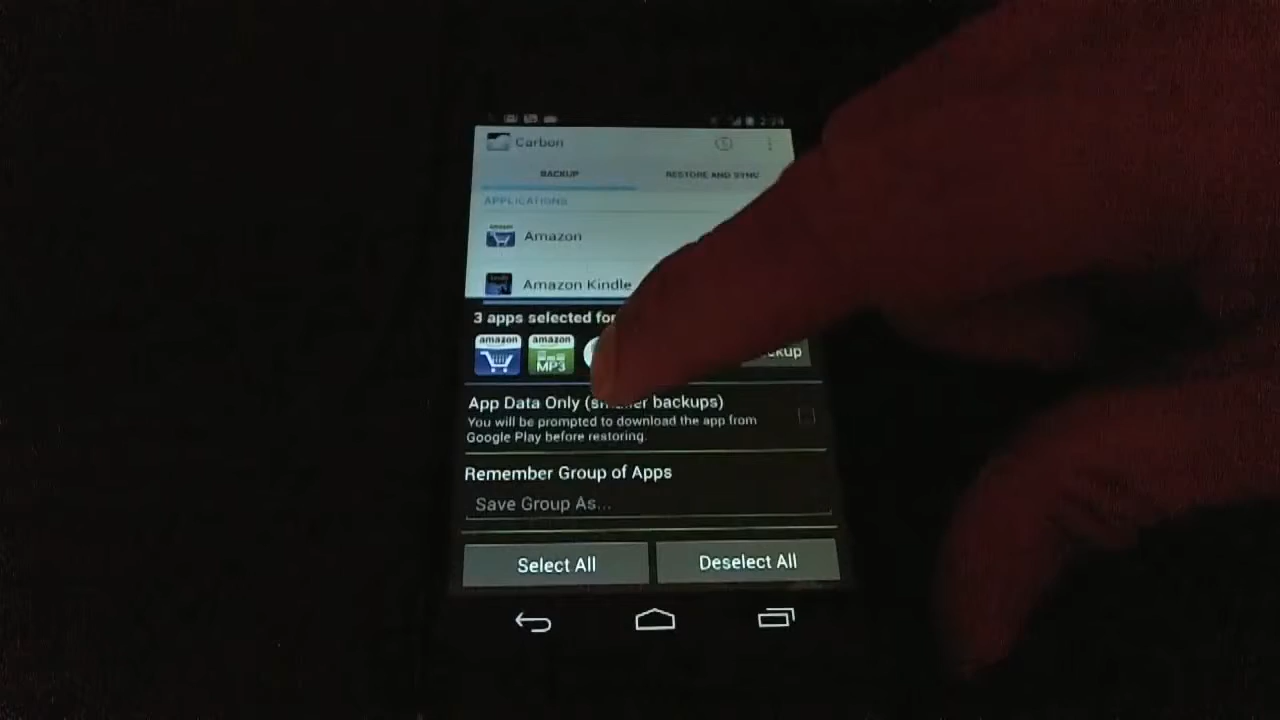 Carbon
BACKUP
RESTORE AND SYNC
APPLICATIONS
amazon
Amazon
Amazon Kindle
3 apps selected for
amazon
amazon
MP3
App Data Only (smaller backups)
You will be prompted to download the app from
Google Play before restoring.
Remember Group of Apps
Save Group As...
Select All
Deselect All